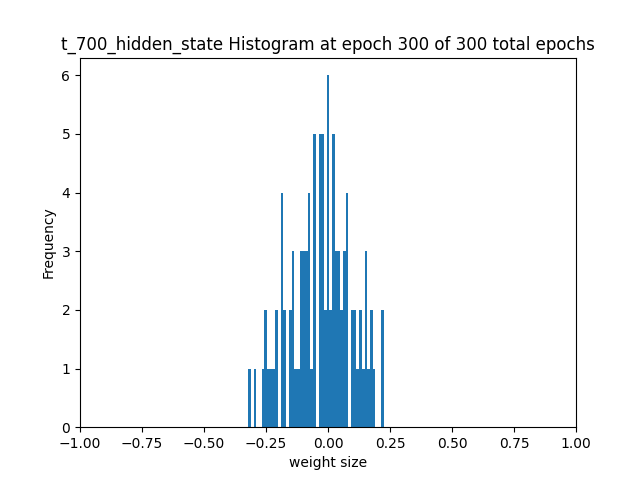 t_700_hidden_state Histogram at epoch 300 of 300 total epochs
6
5
4
3
2
1
0
Frequency
−1.00 −0.75 −0.50 −0.25 0.00 0.25 0.50 0.75 1.00
weight size